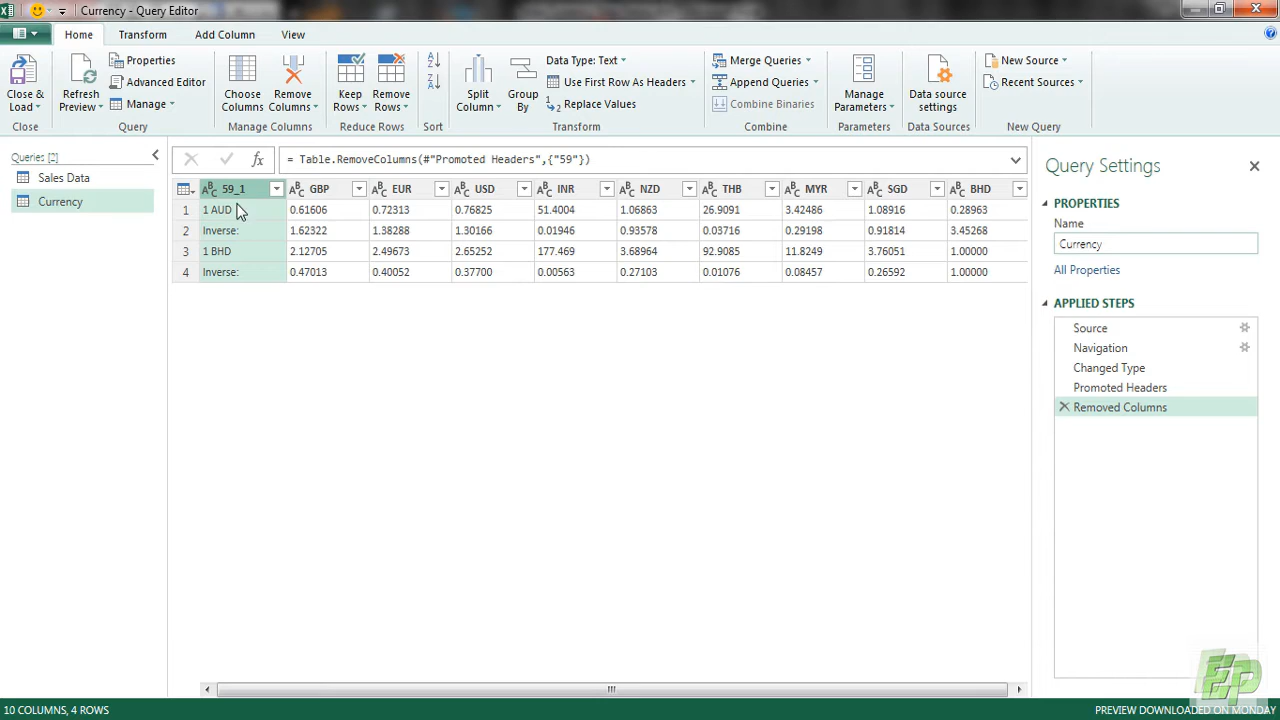 Currency - Query Editor
Home Transform Add Column View
Close & Load
Close
Refresh Preview
Properties
Advanced Editor
Manage
Query
Choose Columns
Remove Columns
Manage Columns
Keep Rows
Remove Rows
Reduce Rows
Sort
Split Column
Group By
Data Type: Text
Use First Row As Headers
Replace Values
Transform
Merge Queries
Append Queries
Combine Binaries
Combine
Manage Parameters
Parameters
Data source settings
Data Sources
New Source
Recent Sources
New Query
Queries [2]
Sales Data
Currency
= Table.RemoveColumns(#"Promoted Headers",{"59"})
59_1 GBP EUR USD INR NZD THB MYR SGD BHD
1 1 AUD 0.61606 0.72313 0.76825 51.4004 1.06863 26.9091 3.42486 1.08916 0.28963
2 Inverse: 1.62322 1.38288 1.30166 0.01946 0.93578 0.03716 0.29198 0.91814 3.45268
3 1 BHD 2.12705 2.49673 2.65252 177.469 3.68964 92.9085 11.8249 3.76051 1.00000
4 Inverse: 0.47013 0.40052 0.37700 0.00563 0.27103 0.01076 0.08457 0.26592 1.00000
Query Settings
PROPERTIES
Name
Currency
All Properties
APPLIED STEPS
Source
Navigation
Changed Type
Promoted Headers
Removed Columns
EP
10 COLUMNS, 4 ROWS
PREVIEW DOWNLOADED ON MONDAY